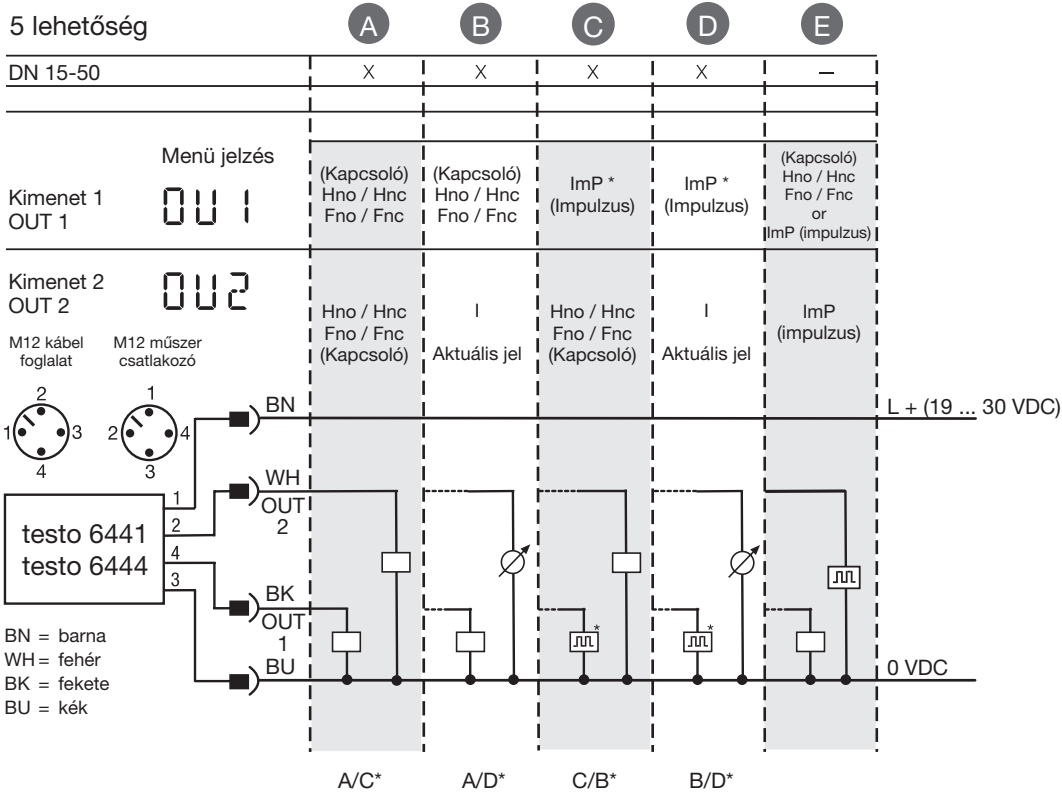 5 lehetőség
A B C D E
DN 15-50 X X X X –
Menü jelzés
Kimenet 1
OUT 1
OU1
(Kapcsoló)
Hno / Hnc
Fno / Fnc
(Kapcsoló)
Hno / Hnc
Fno / Fnc
ImP *
(Impulzus)
ImP *
(Impulzus)
(Kapcsoló)
Hno / Hnc
Fno / Fnc
or
ImP (impulzus)
Kimenet 2
OUT 2
OU2
Hno / Hnc
Fno / Fnc
(Kapcsoló)
I
Aktuális jel
Hno / Hnc
Fno / Fnc
(Kapcsoló)
I
Aktuális jel
ImP
(impulzus)
M12 kábel
foglalat
M12 műszer
csatlakozó
2
1 3
4
1
2 4
3
BN
L + (19 ... 30 VDC)
WH
OUT
2
testo 6441
testo 6444
1
2
4
3
BK
OUT
1
* *
BU
0 VDC
BN = barna
WH = fehér
BK = fekete
BU = kék
A/C* A/D* C/B* B/D*